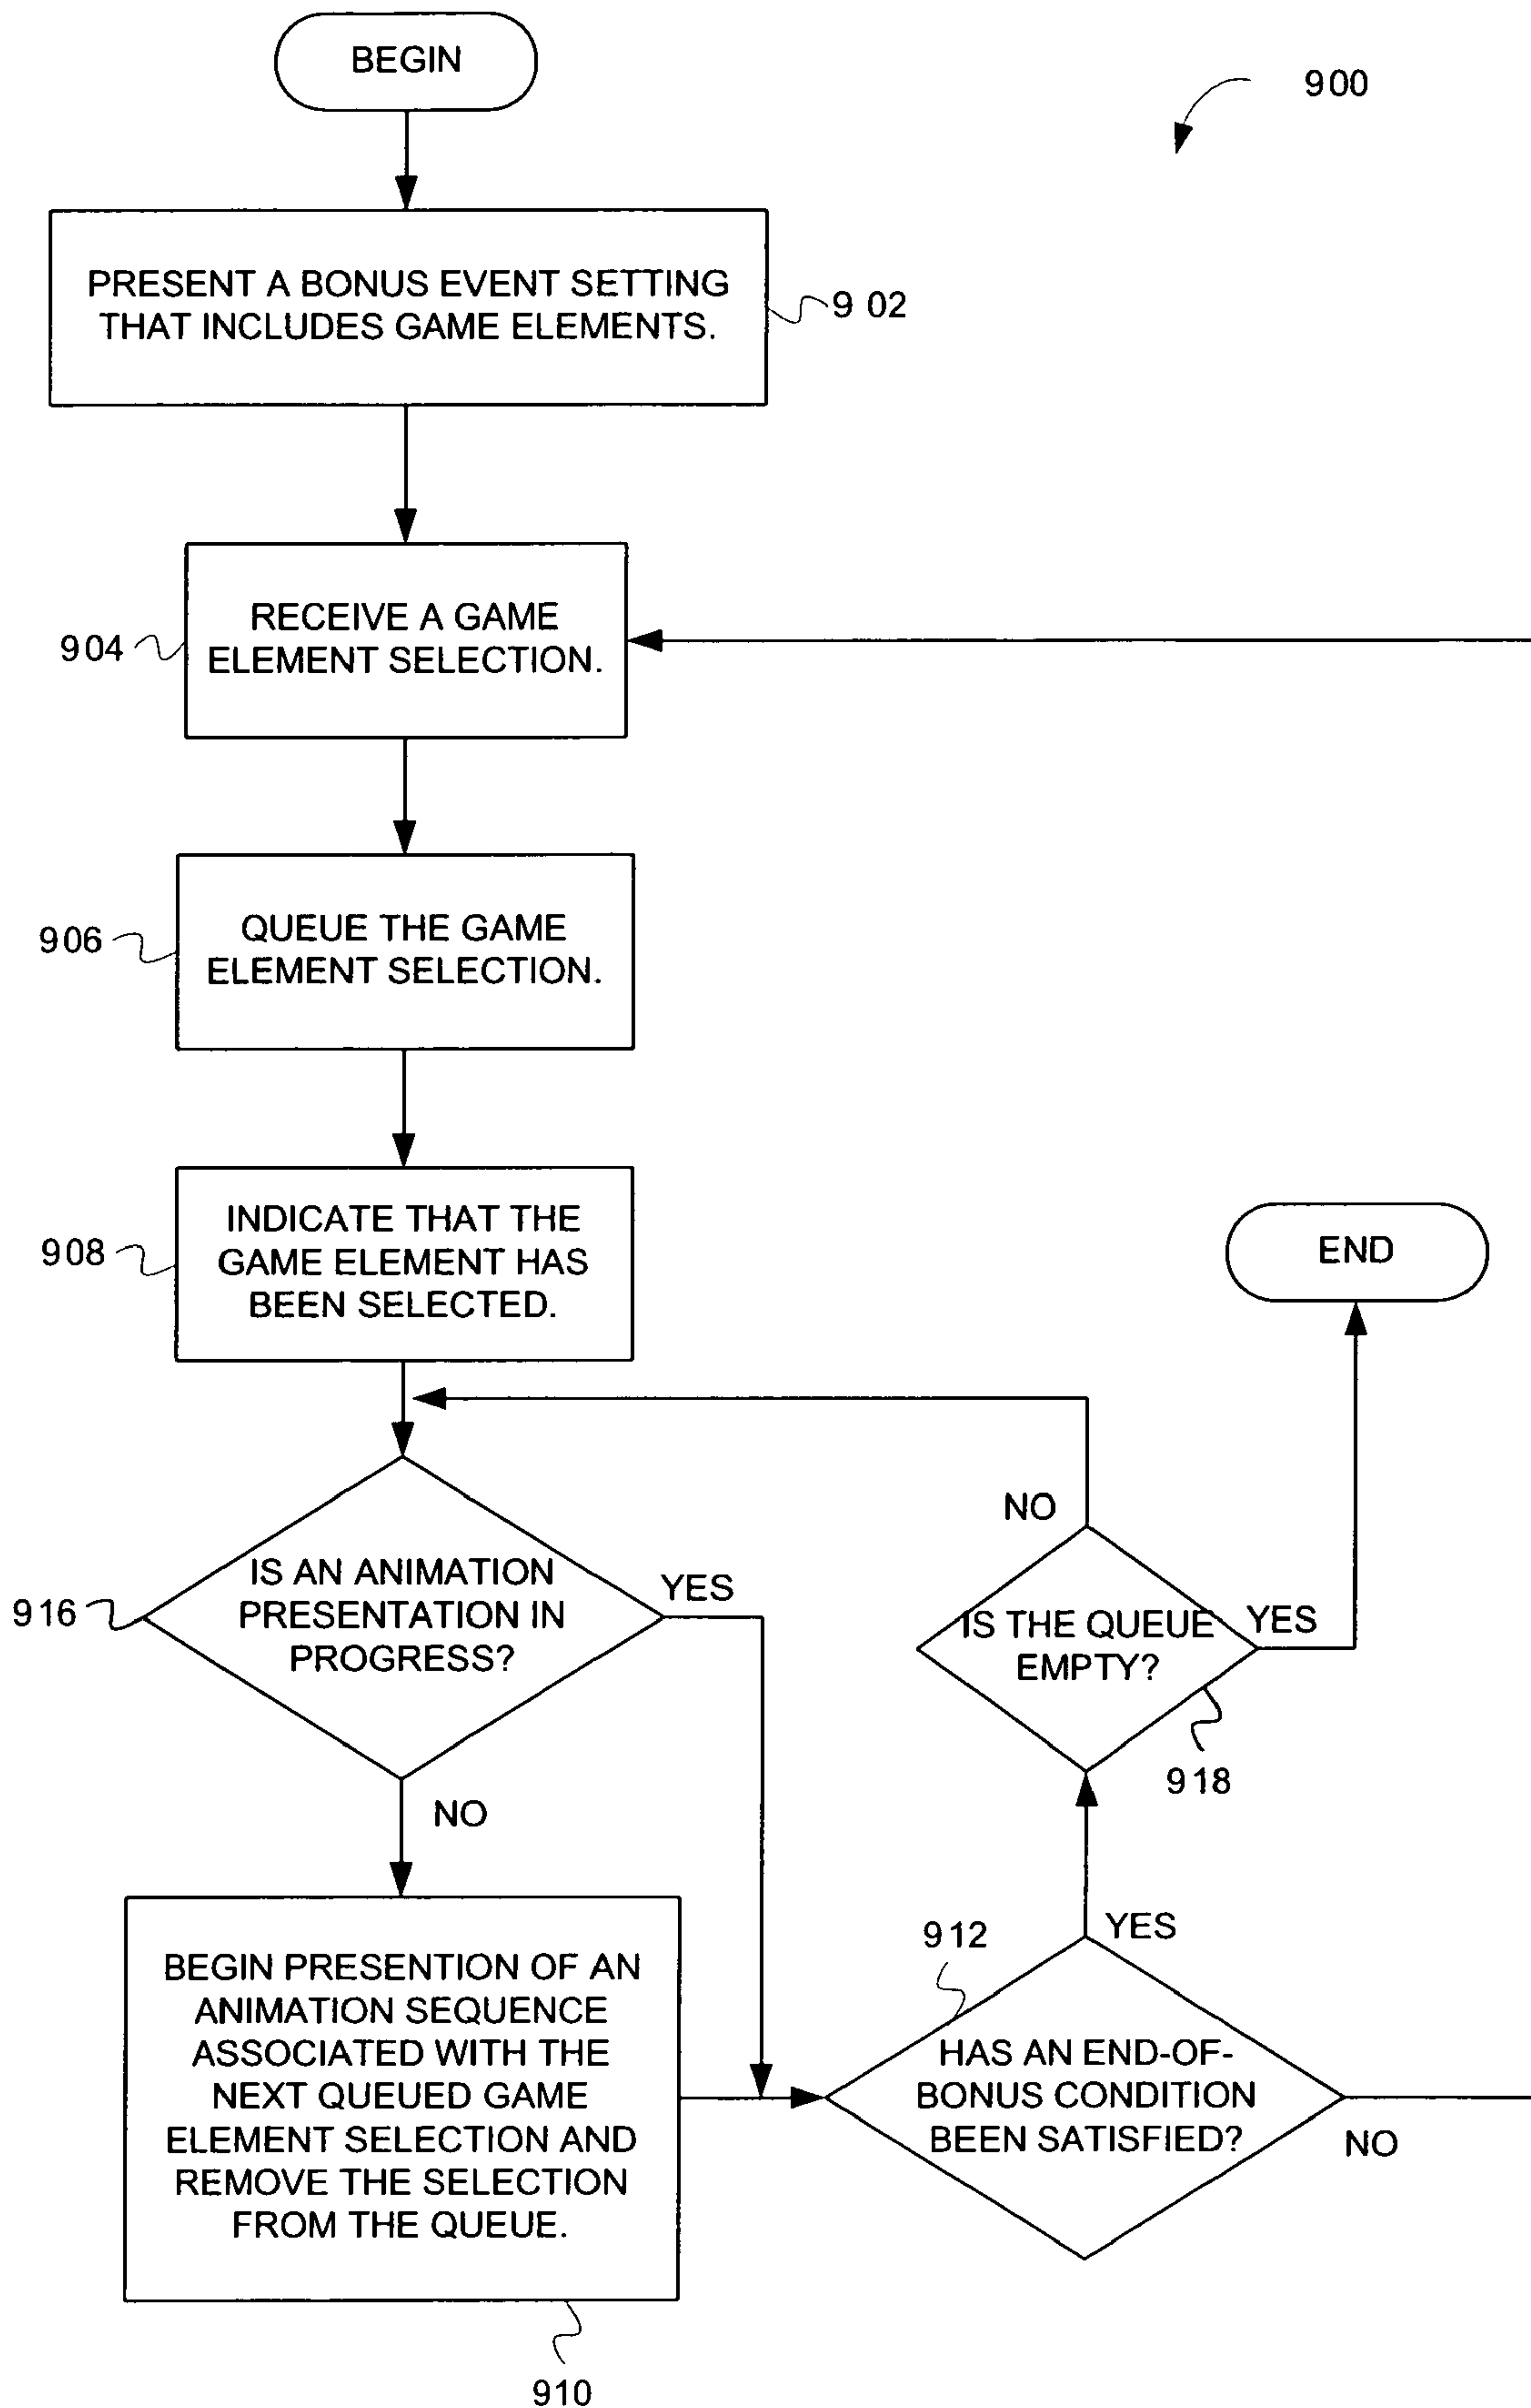 BEGIN
900
PRESENT A BONUS EVENT SETTING
THAT INCLUDES GAME ELEMENTS.
9 02
RECEIVE A GAME
ELEMENT SELECTION.
904
QUEUE THE GAME
ELEMENT SELECTION.
906
INDICATE THAT THE
GAME ELEMENT HAS
BEEN SELECTED.
908
END
IS AN ANIMATION
PRESENTATION IN
PROGRESS?
916
YES
NO
NO
IS THE QUEUE
EMPTY?
YES
918
BEGIN PRESENTION OF AN
ANIMATION SEQUENCE
ASSOCIATED WITH THE
NEXT QUEUED GAME
ELEMENT SELECTION AND
REMOVE THE SELECTION
FROM THE QUEUE.
910
912
YES
HAS AN END-OF-
BONUS CONDITION
BEEN SATISFIED?
NO